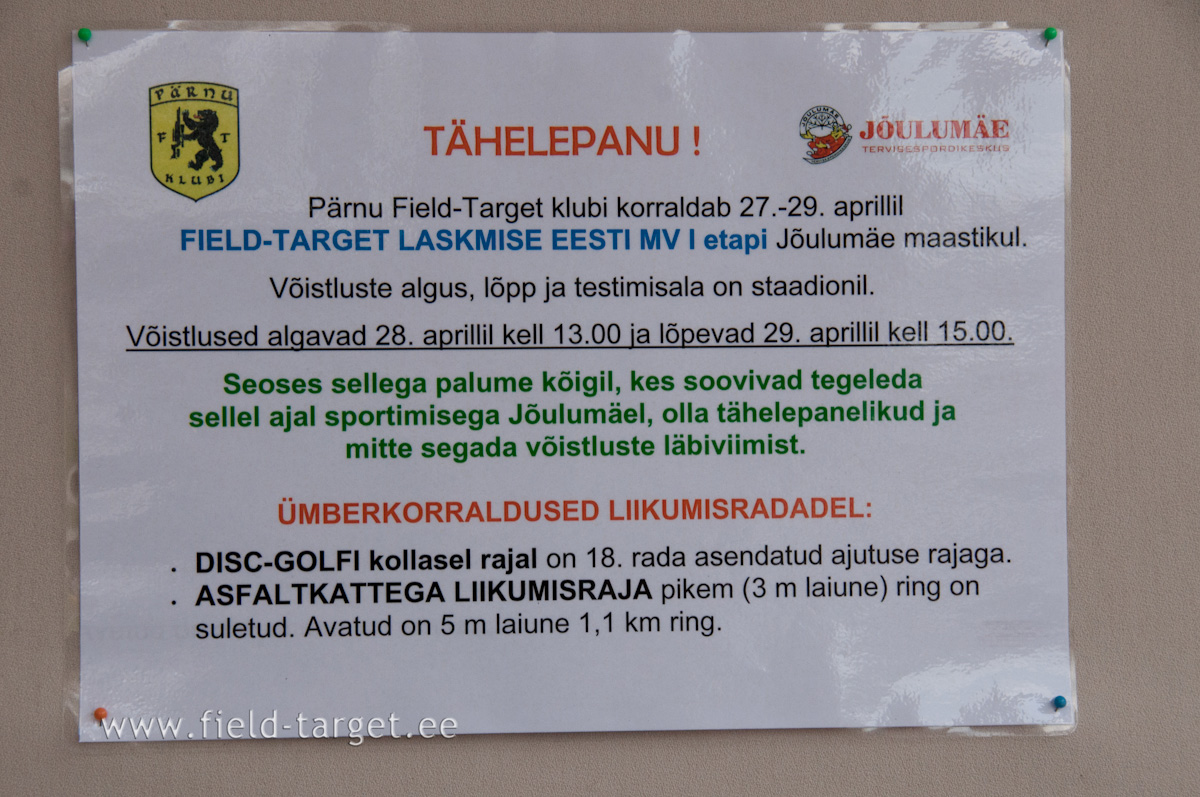 PÄRNU
F T
KLUBI
TÄHELEPANU !
JÕULUMÄE
JÕULUMÄE
TERVISESPORDIKESKUS
Pärnu Field-Target klubi korraldab 27.-29. aprillil
FIELD-TARGET LASKMISE EESTI MV I etapi Jõulumäe maastikul.
Võistluste algus, lõpp ja testimisala on staadionil.
Võistlused algavad 28. aprillil kell 13.00 ja lõpevad 29. aprillil kell 15.00.
Seoses sellega palume kõigil, kes soovivad tegeleda
sellel ajal sportimisega Jõulumäel, olla tähelepanelikud ja
mitte segada võistluste läbiviimist.
ÜMBERKORRALDUSED LIIKUMISRADADEL:
. DISC-GOLFI kollasel rajal on 18. rada asendatud ajutuse rajaga.
. ASFALTKATTEGA LIIKUMISRAJA pikem (3 m laiune) ring on
suletud. Avatud on 5 m laiune 1,1 km ring.
www.field-target.ee